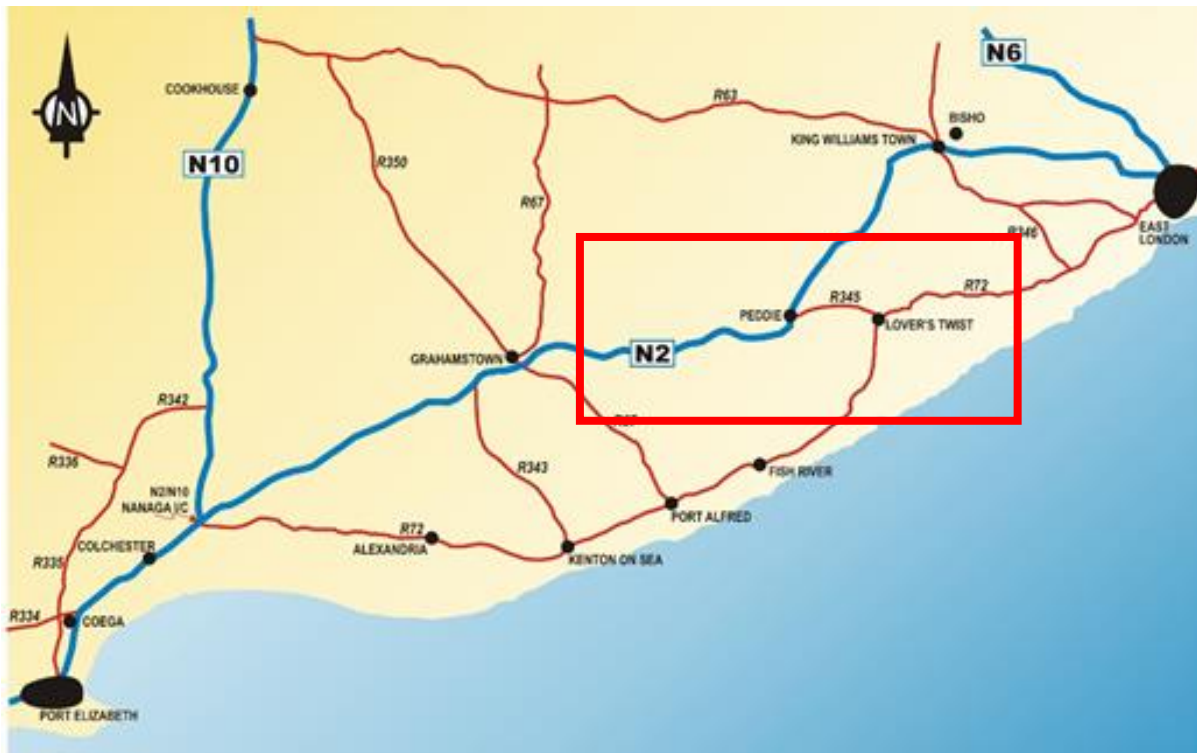 N
N6
COOKHOUSE
R63
BISHO
KING WILLIAMS TOWN
N10
R350
R67
R346
EAST
LONDON
R345
R72
PEDDIE
LOVER'S TWIST
GRAHAMSTOWN
N2
R342
R67
R336
R343
FISH RIVER
N2/N10
NANAGA I/C
PORT ALFRED
R72
COLCHESTER
ALEXANDRIA
KENTON ON SEA
R335
R334
COEGA
PORT ELIZABETH